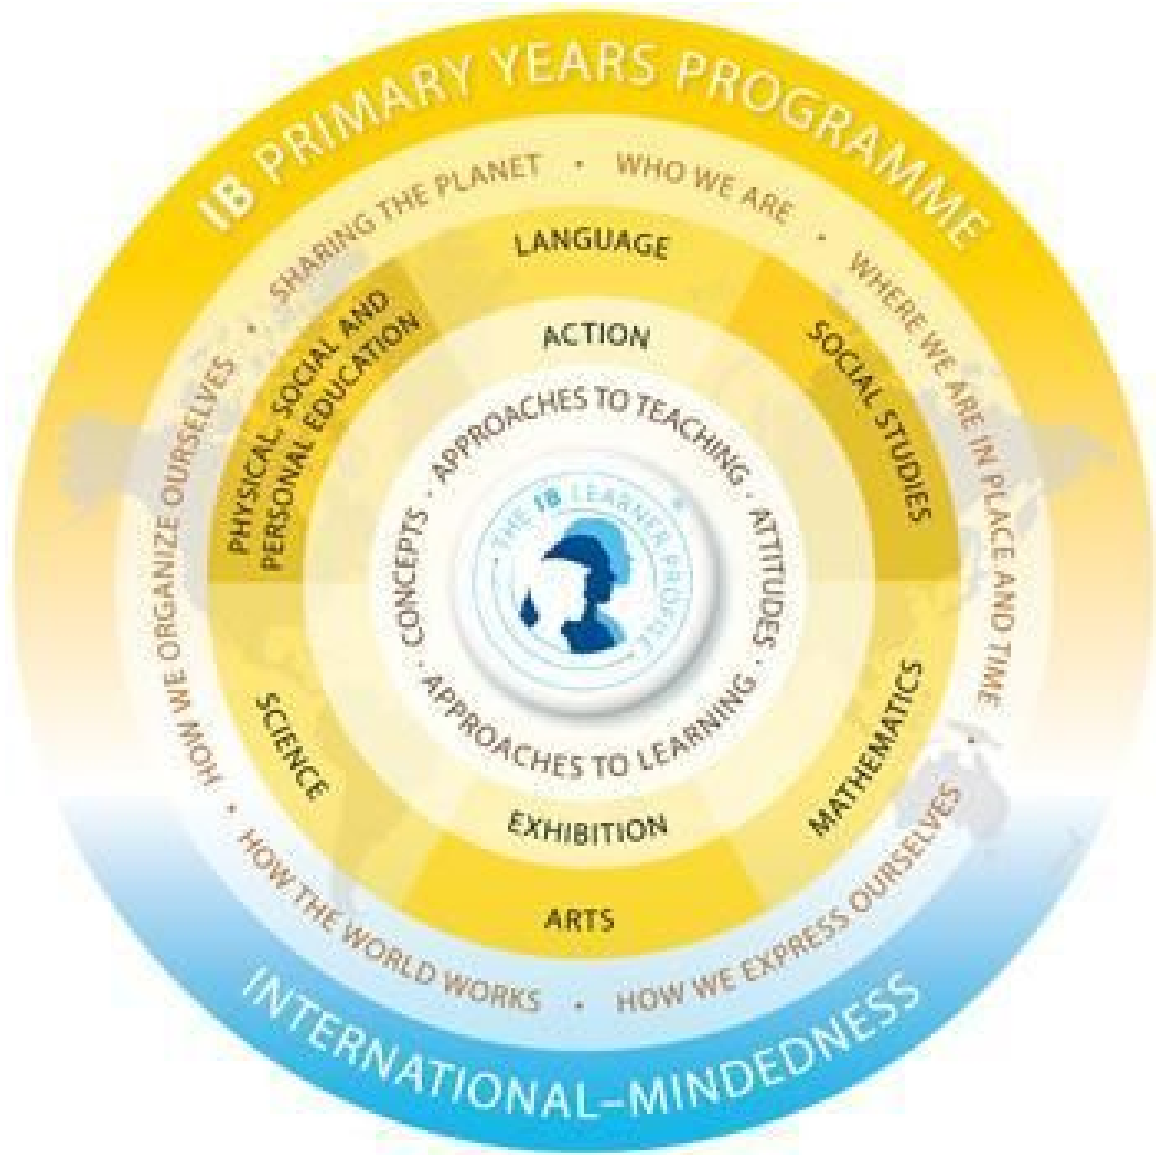 IB PRIMARY YEARS PROGRAMME
SHARING THE PLANET • WHO WE ARE • WHERE WE ARE IN PLACE AND TIME • HOW WE EXPRESS OURSELVES • HOW THE WORLD WORKS • HOW WE ORGANIZE OURSELVES •
LANGUAGE
SOCIAL STUDIES
MATHEMATICS
ARTS
SCIENCE
PHYSICAL, SOCIAL AND
PERSONAL EDUCATION
ACTION
EXHIBITION
APPROACHES TO TEACHING · ATTITUDES · APPROACHES TO LEARNING · CONCEPTS ·
THE IB LEARNER PROFILE
INTERNATIONAL–MINDEDNESS